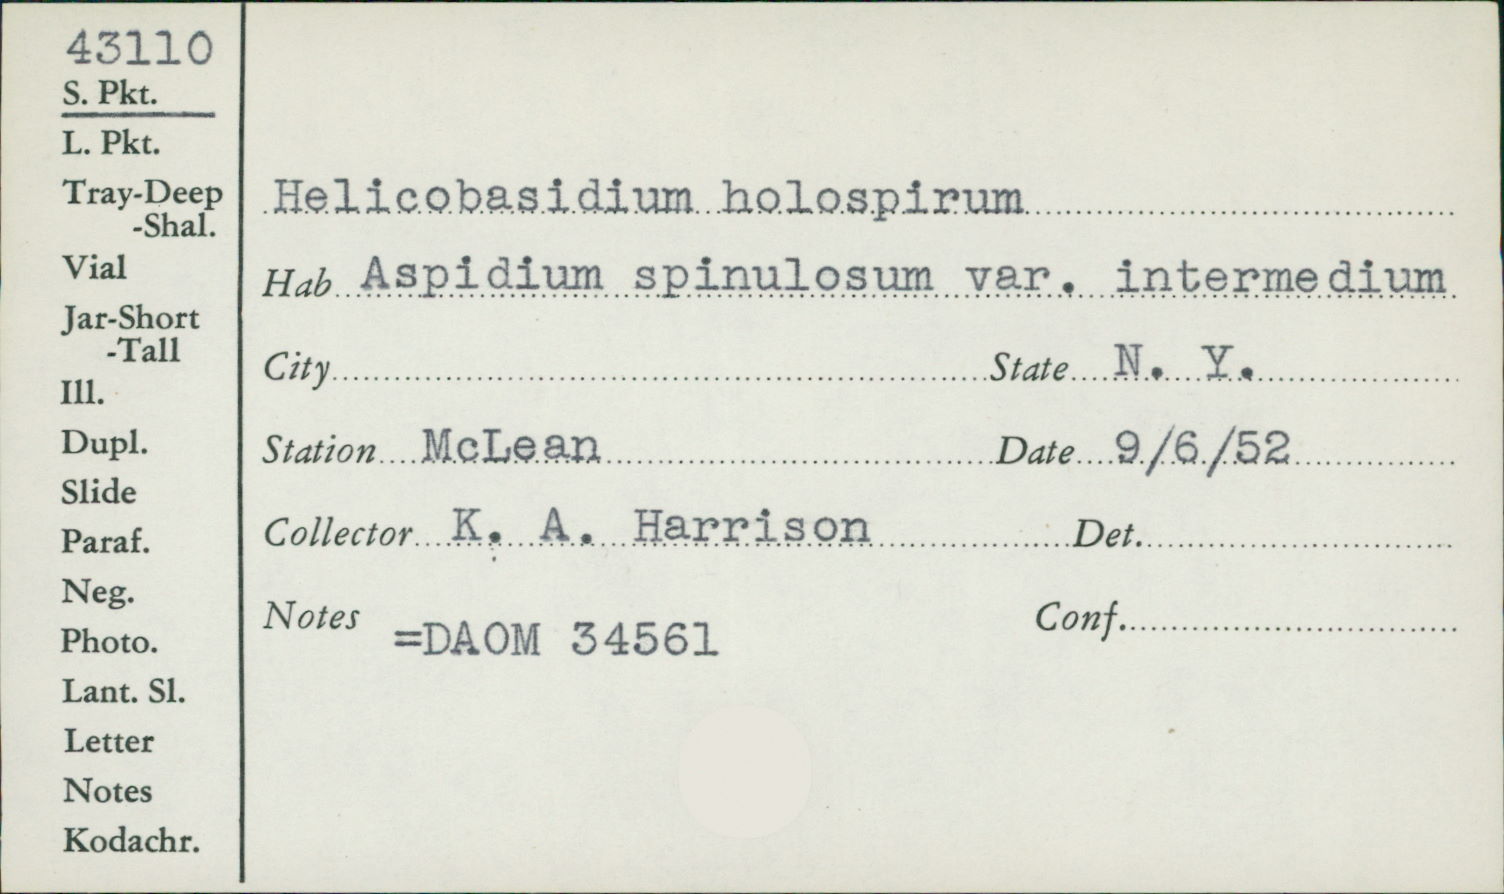 43110
S. Pkt.
L. Pkt.
Tray-Deep
-Shal.
Vial
Jar-Short
-Tall
Ill.
Dupl.
Slide
Paraf.
Neg.
Photo.
Lant. Sl.
Letter
Notes
Kodachr.
Helicobasidium holospirum
Hab Aspidium spinulosum var. intermedium
City State N. Y.
Station McLean Date 9/6/52
Collector K. A. Harrison Det.
Notes =DAOM 34561 Conf.